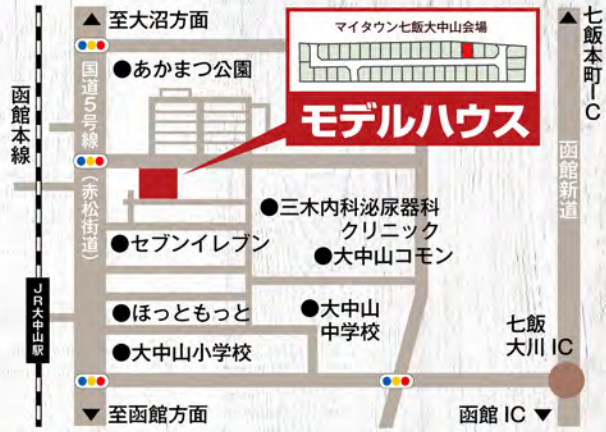 至大沼方面
マイタウン七飯大中山会場
モデルハウス
七飯本町IC
国道5号線
(赤松街道)
あかまつ公園
函館本線
函館新道
三木内科泌尿器科
クリニック
セブンイレブン
大中山コモン
JR大中山駅
ほっともっと
大中山
中学校
七飯
大川IC
大中山小学校
至函館方面
函館IC